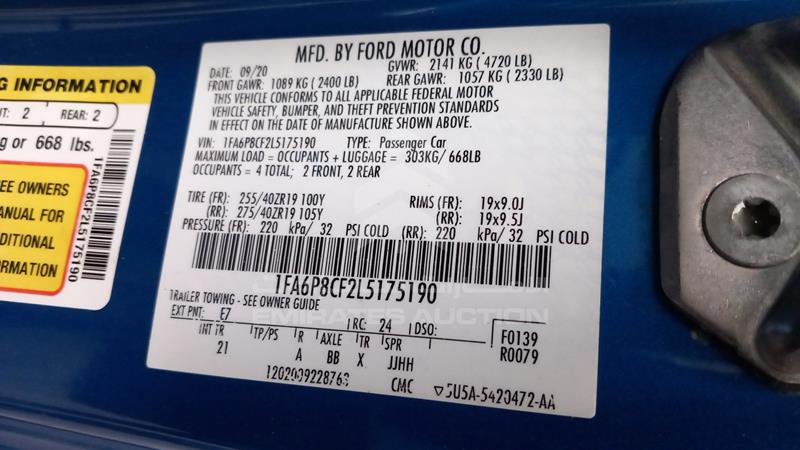 G INFORMATION
NT: 2 REAR: 2
g or 668 lbs.
EE OWNERS
ANUAL FOR
DITIONAL
ORMATION
1FA6P8CF2L5175190
MFD. BY FORD MOTOR CO.
DATE: 09/20 GVWR: 2141 KG ( 4720 LB)
FRONT GAWR: 1089 KG ( 2400 LB) REAR GAWR: 1057 KG ( 2330 LB)
THIS VEHICLE CONFORMS TO ALL APPLICABLE FEDERAL MOTOR
VEHICLE SAFETY, BUMPER, AND THEFT PREVENTION STANDARDS
IN EFFECT ON THE DATE OF MANUFACTURE SHOWN ABOVE.
VIN: 1FA6P8CF2L5175190 TYPE: Passenger Car
MAXIMUM LOAD = OCCUPANTS + LUGGAGE = 303KG/ 668LB
OCCUPANTS = 4 TOTAL; 2 FRONT, 2 REAR
TIRE (FR): 255/40ZR19 100Y RIMS (FR): 19x9.0J
(RR): 275/40ZR19 105Y (RR): 19x9.5J
PRESSURE (FR): 220 kPa/ 32 PSI COLD (RR): 220 kPa/ 32 PSI COLD
1FA6P8CF2L5175190
EMIRATES AUCTION
TRAILER TOWING - SEE OWNER GUIDE
EXT PNT: E7 RC: 24 DSO: F0139
INT TR TP/PS R AXLE TR SPR R0079
21 A BB X JJHH
1202009228768 CMC ▽5U5A-5420472-AA